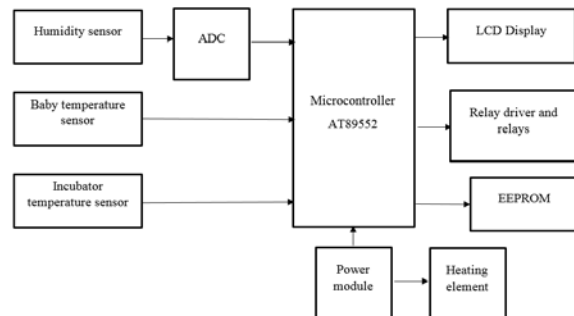 Humidity sensor
ADC
LCD Display
Baby temperature
sensor
Microcontroller
AT89552
Relay driver and
relays
Incubator
temperature sensor
EEPROM
Power
module
Heating
element